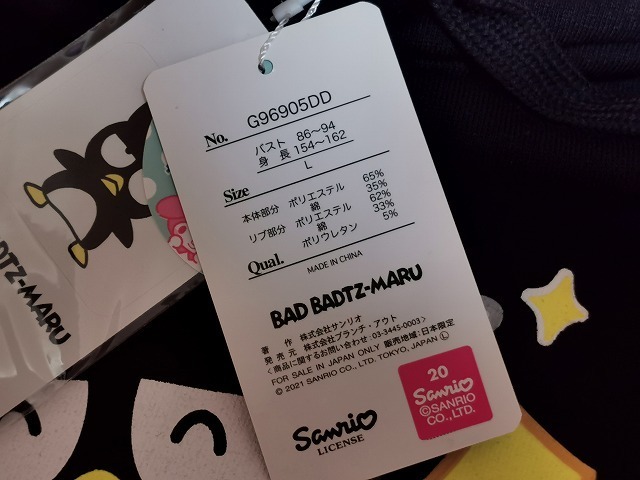 No. G96905DD
バスト 86～94
身 長 154～162
L
Size
本体部分 ポリエステル 65%
綿 35%
リブ部分 ポリエステル 62%
綿 33%
ポリウレタン 5%
Qual.
MADE IN CHINA
BAD BADTZ-MARU
著 作 株式会社サンリオ
発 売 元 株式会社ブランチ・アウト
<商品に関するお問い合わせ:03-3445-0003>
FOR SALE IN JAPAN ONLY 販売地域:日本限定
© 2021 SANRIO CO., LTD. TOKYO, JAPAN Ⓛ
Sanrio
LICENSE
20
Sanrio
©SANRIO
CO.,LTD.
ADTZ-MARU